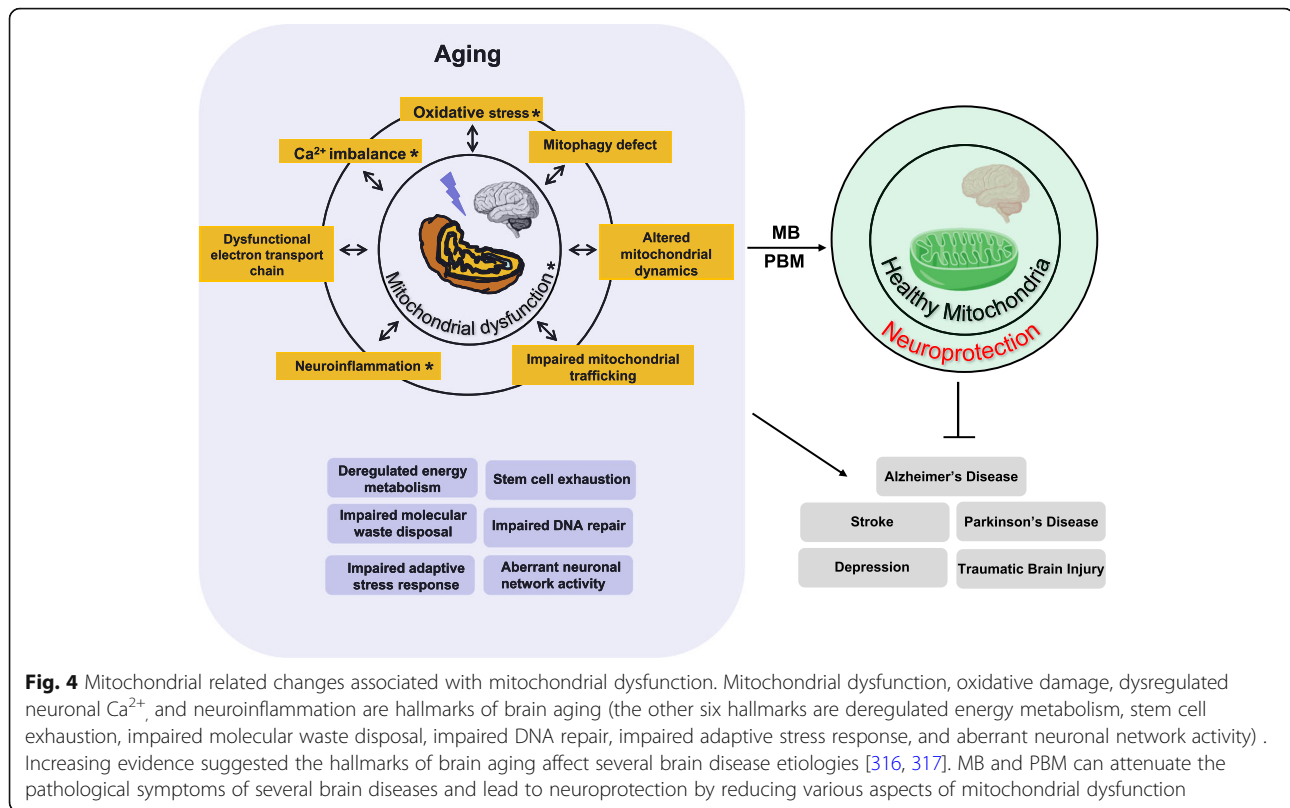 Aging
Oxidative stress *
Ca²⁺ imbalance *
Mitophagy defect
Dysfunctional
electron transport
chain
Altered
mitochondrial
dynamics
Mitochondrial dysfunction *
Neuroinflammation *
Impaired mitochondrial
trafficking
MB
PBM
Healthy Mitochondria
Neuroprotection
Deregulated energy
metabolism
Stem cell exhaustion
Impaired molecular
waste disposal
Impaired DNA repair
Impaired adaptive
stress response
Aberrant neuronal
network activity
Alzheimer's Disease
Stroke
Parkinson's Disease
Depression
Traumatic Brain Injury
Fig. 4 Mitochondrial related changes associated with mitochondrial dysfunction. Mitochondrial dysfunction, oxidative damage, dysregulated
neuronal Ca²⁺, and neuroinflammation are hallmarks of brain aging (the other six hallmarks are deregulated energy metabolism, stem cell
exhaustion, impaired molecular waste disposal, impaired DNA repair, impaired adaptive stress response, and aberrant neuronal network activity) .
Increasing evidence suggested the hallmarks of brain aging affect several brain disease etiologies [316, 317]. MB and PBM can attenuate the
pathological symptoms of several brain diseases and lead to neuroprotection by reducing various aspects of mitochondrial dysfunction